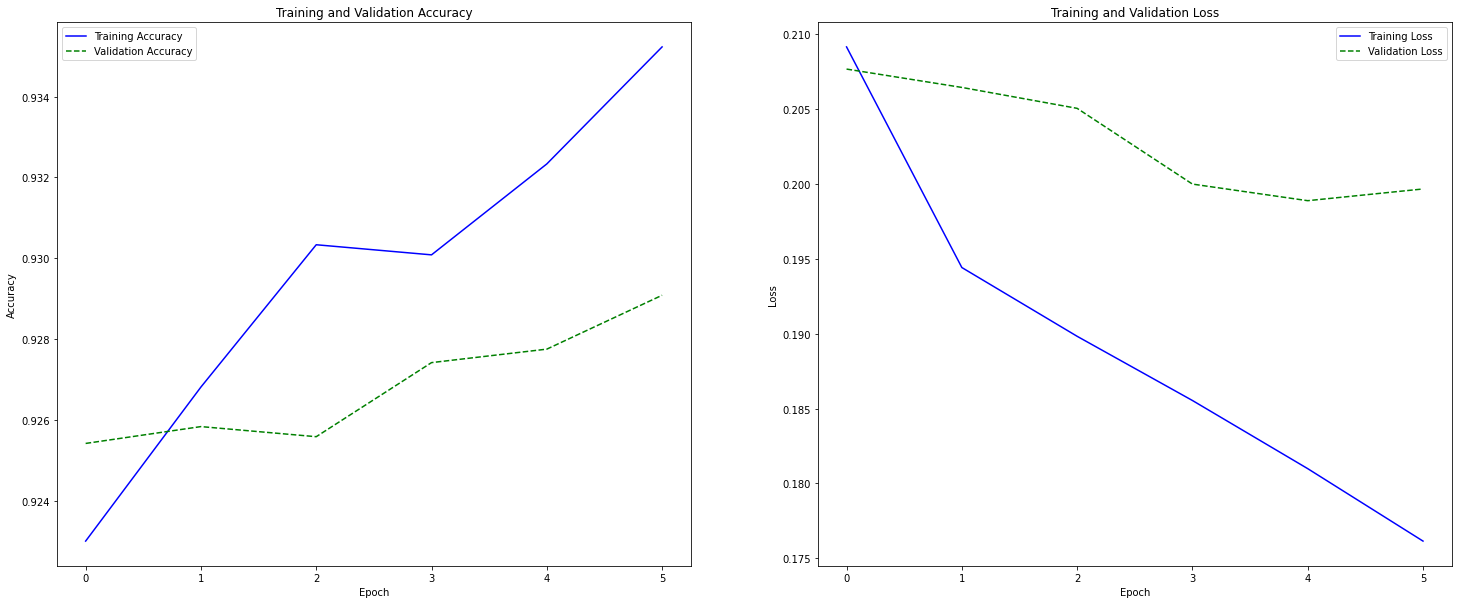 Training and Validation Accuracy
Training Accuracy
Validation Accuracy
0.934
0.932
0.930
0.928
0.926
0.924
Accuracy
0 1 2 3 4 5
Epoch
Training and Validation Loss
Training Loss
Validation Loss
0.210
0.205
0.200
0.195
0.190
0.185
0.180
0.175
Loss
0 1 2 3 4 5
Epoch